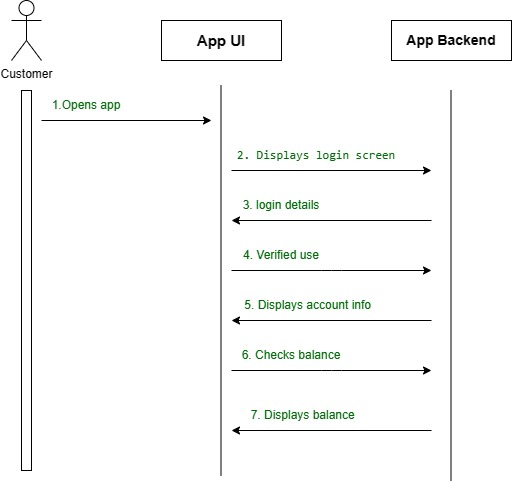 App UI
App Backend
Customer
1.Opens app
2. Displays login screen
3. login details
4. Verified use
5. Displays account info
6. Checks balance
7. Displays balance